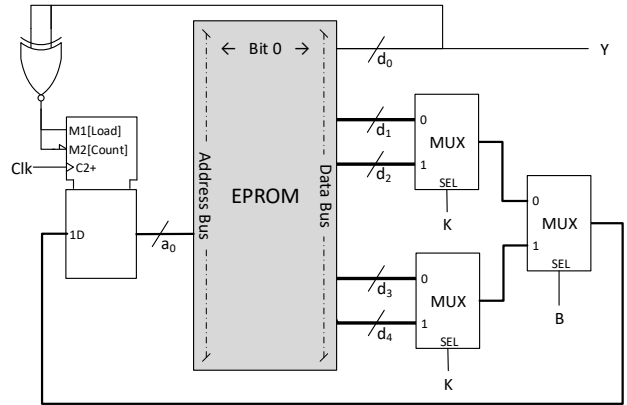 ← Bit 0 →
d0
Y
M1[Load]
M2[Count]
Clk
C2+
1D
a0
Address Bus
EPROM
Data Bus
d1
0
d2
1
MUX
SEL
K
0
1
MUX
SEL
B
d3
0
d4
1
MUX
SEL
K